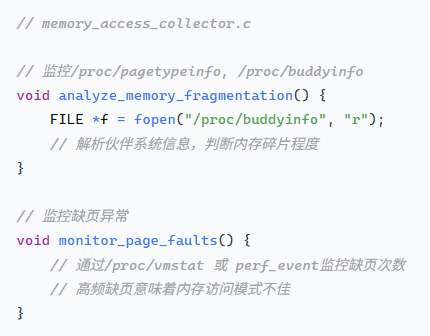 // memory_access_collector.c
// 监控/proc/pagetypeinfo, /proc/buddyinfo
void analyze_memory_fragmentation() {
FILE *f = fopen("/proc/buddyinfo", "r");
// 解析伙伴系统信息，判断内存碎片程度
}
// 监控缺页异常
void monitor_page_faults() {
// 通过/proc/vmstat 或 perf_event监控缺页次数
// 高频缺页意味着内存访问模式不佳
}